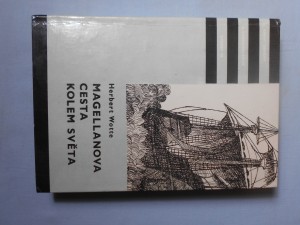 Herbert Wotte
MAGELLANOVA
CESTA
KOLEM SVĚTA